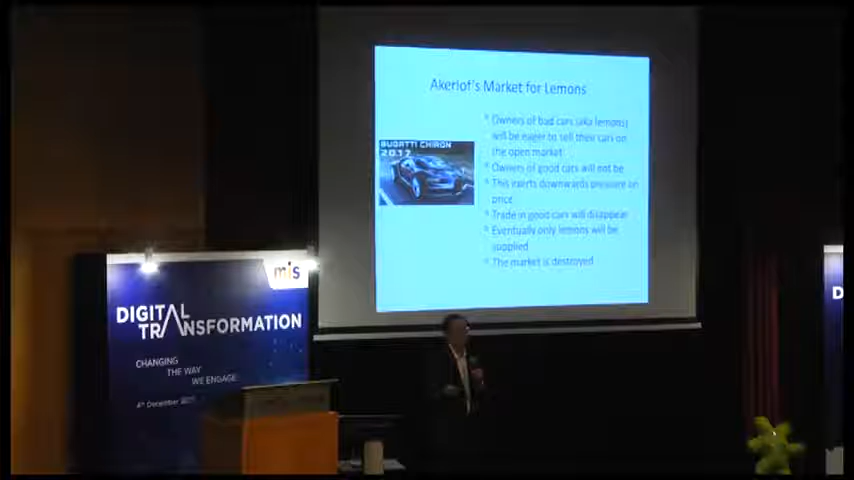 Akerlof's Market for Lemons
BUGATTI CHIRON
2017
* Owners of bad cars (aka lemons)
will be eager to sell their cars on
the open market
* Owners of good cars will not be
* This exerts downwards pressure on
price
* Trade in good cars will disappear
* Eventually only lemons will be
supplied
* The market is destroyed
mis
DIGITAL
TRANSFORMATION
CHANGING
THE WAY
WE ENGAGE
4th December 2017
D